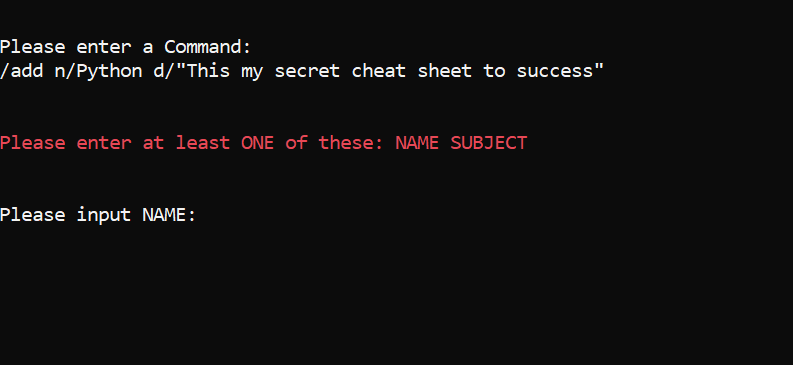 Please enter a Command:
/add n/Python d/"This my secret cheat sheet to success"
Please enter at least ONE of these: NAME SUBJECT
Please input NAME: